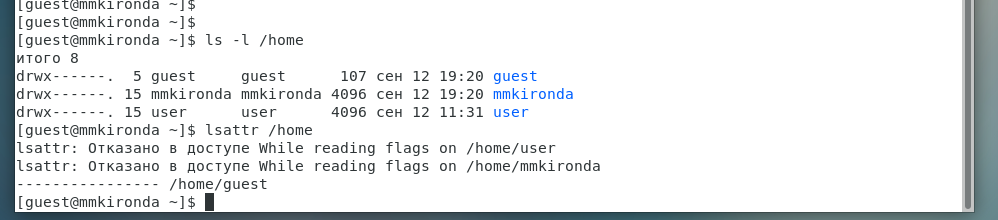 [guest@mmkironda ~]$
[guest@mmkironda ~]$
[guest@mmkironda ~]$ ls -l /home
итого 8
drwx------.  5 guest     guest      107 сен 12 19:20 guest
drwx------. 15 mmkironda mmkironda 4096 сен 12 19:20 mmkironda
drwx------. 15 user      user      4096 сен 12 11:31 user
[guest@mmkironda ~]$ lsattr /home
lsattr: Отказано в доступе While reading flags on /home/user
lsattr: Отказано в доступе While reading flags on /home/mmkironda
---------------- /home/guest
[guest@mmkironda ~]$